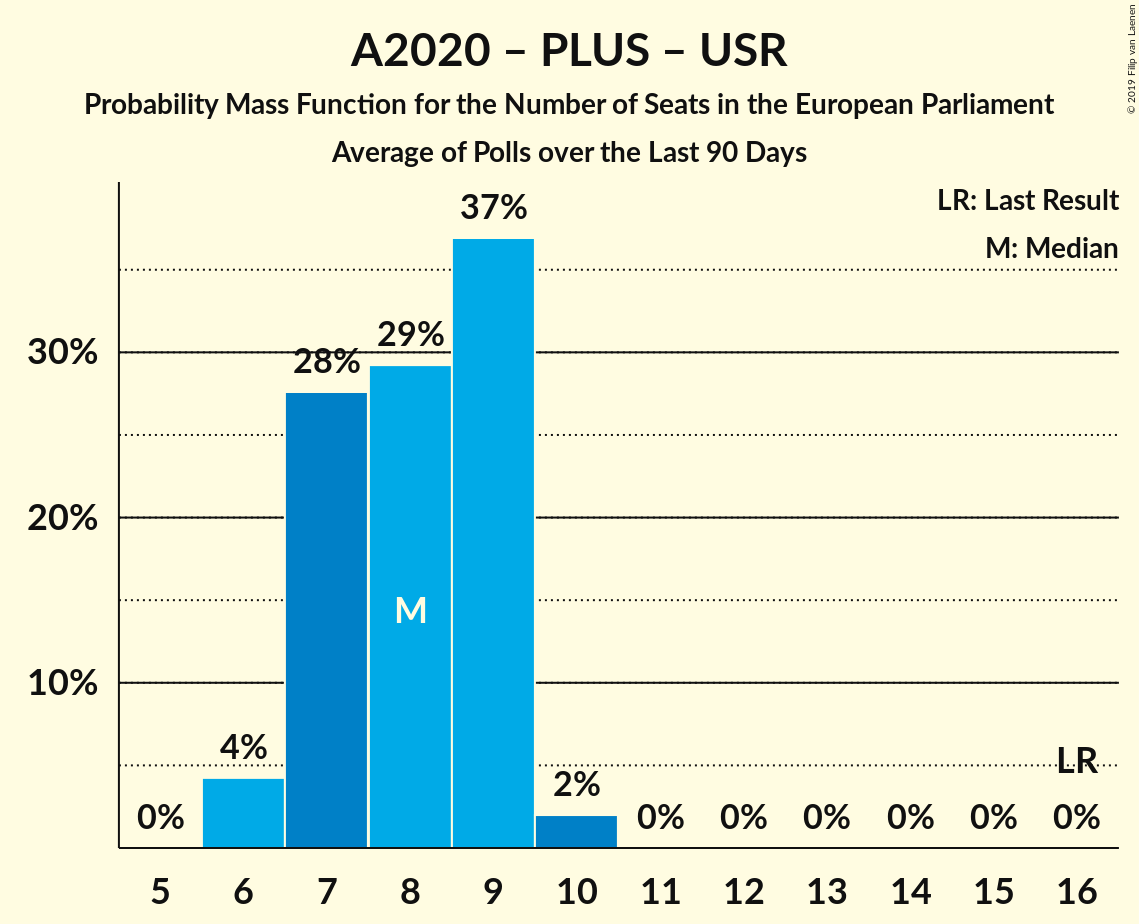 A2020 – PLUS – USR
Probability Mass Function for the Number of Seats in the European Parliament
Average of Polls over the Last 90 Days
© 2019 Filip van Laenen
LR: Last Result
M: Median
37%
29%
28%
30%
20%
M
10%
4%
LR
2%
0% 0% 0% 0% 0% 0% 0%
5 6 7 8 9 10 11 12 13 14 15 16